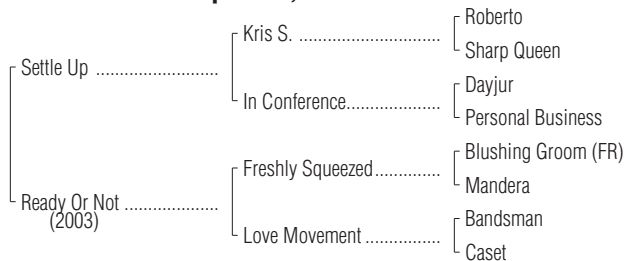 Roberto
Kris S. ..............................
Sharp Queen
Settle Up ..........................
Dayjur
In Conference....................
Personal Business
Blushing Groom (FR)
Freshly Squeezed..............
Mandera
Ready Or Not ....................
(2003)
Bandsman
Love Movement ................
Caset